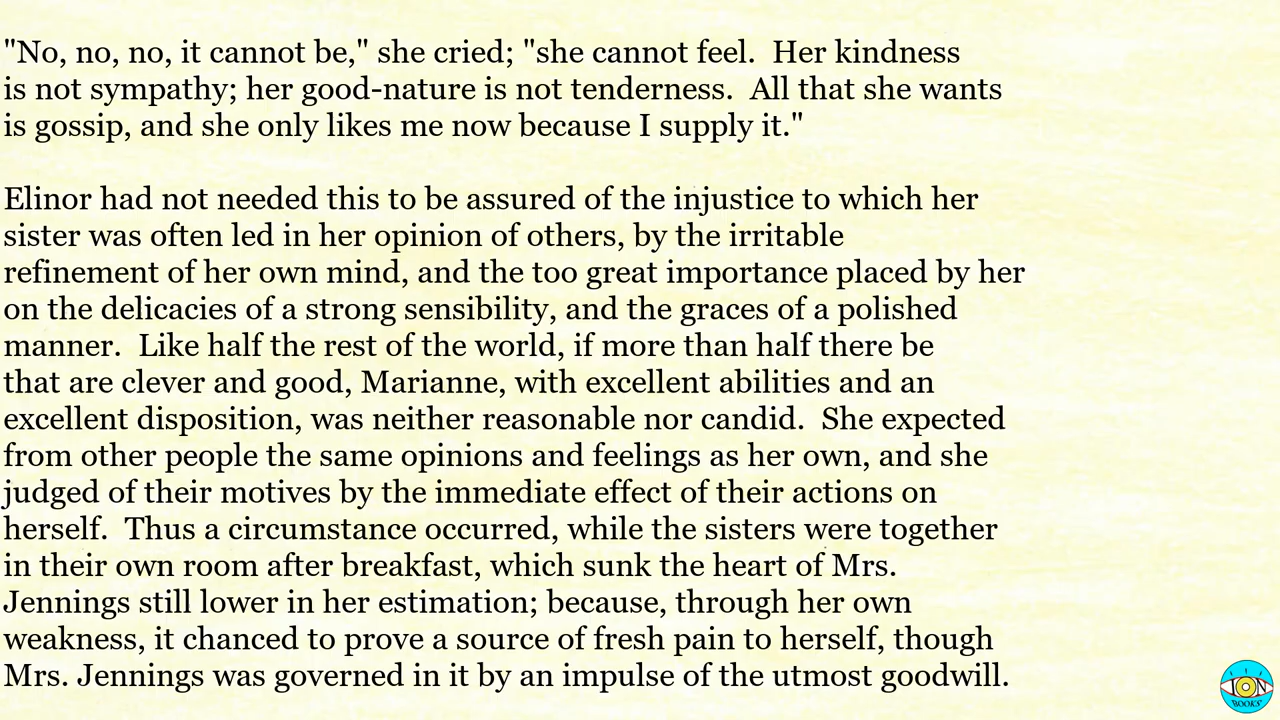 "No, no, no, it cannot be," she cried; "she cannot feel.  Her kindness
is not sympathy; her good-nature is not tenderness.  All that she wants
is gossip, and she only likes me now because I supply it."
Elinor had not needed this to be assured of the injustice to which her
sister was often led in her opinion of others, by the irritable
refinement of her own mind, and the too great importance placed by her
on the delicacies of a strong sensibility, and the graces of a polished
manner.  Like half the rest of the world, if more than half there be
that are clever and good, Marianne, with excellent abilities and an
excellent disposition, was neither reasonable nor candid.  She expected
from other people the same opinions and feelings as her own, and she
judged of their motives by the immediate effect of their actions on
herself.  Thus a circumstance occurred, while the sisters were together
in their own room after breakfast, which sunk the heart of Mrs.
Jennings still lower in her estimation; because, through her own
weakness, it chanced to prove a source of fresh pain to herself, though
Mrs. Jennings was governed in it by an impulse of the utmost goodwill.
ION
BOOKS